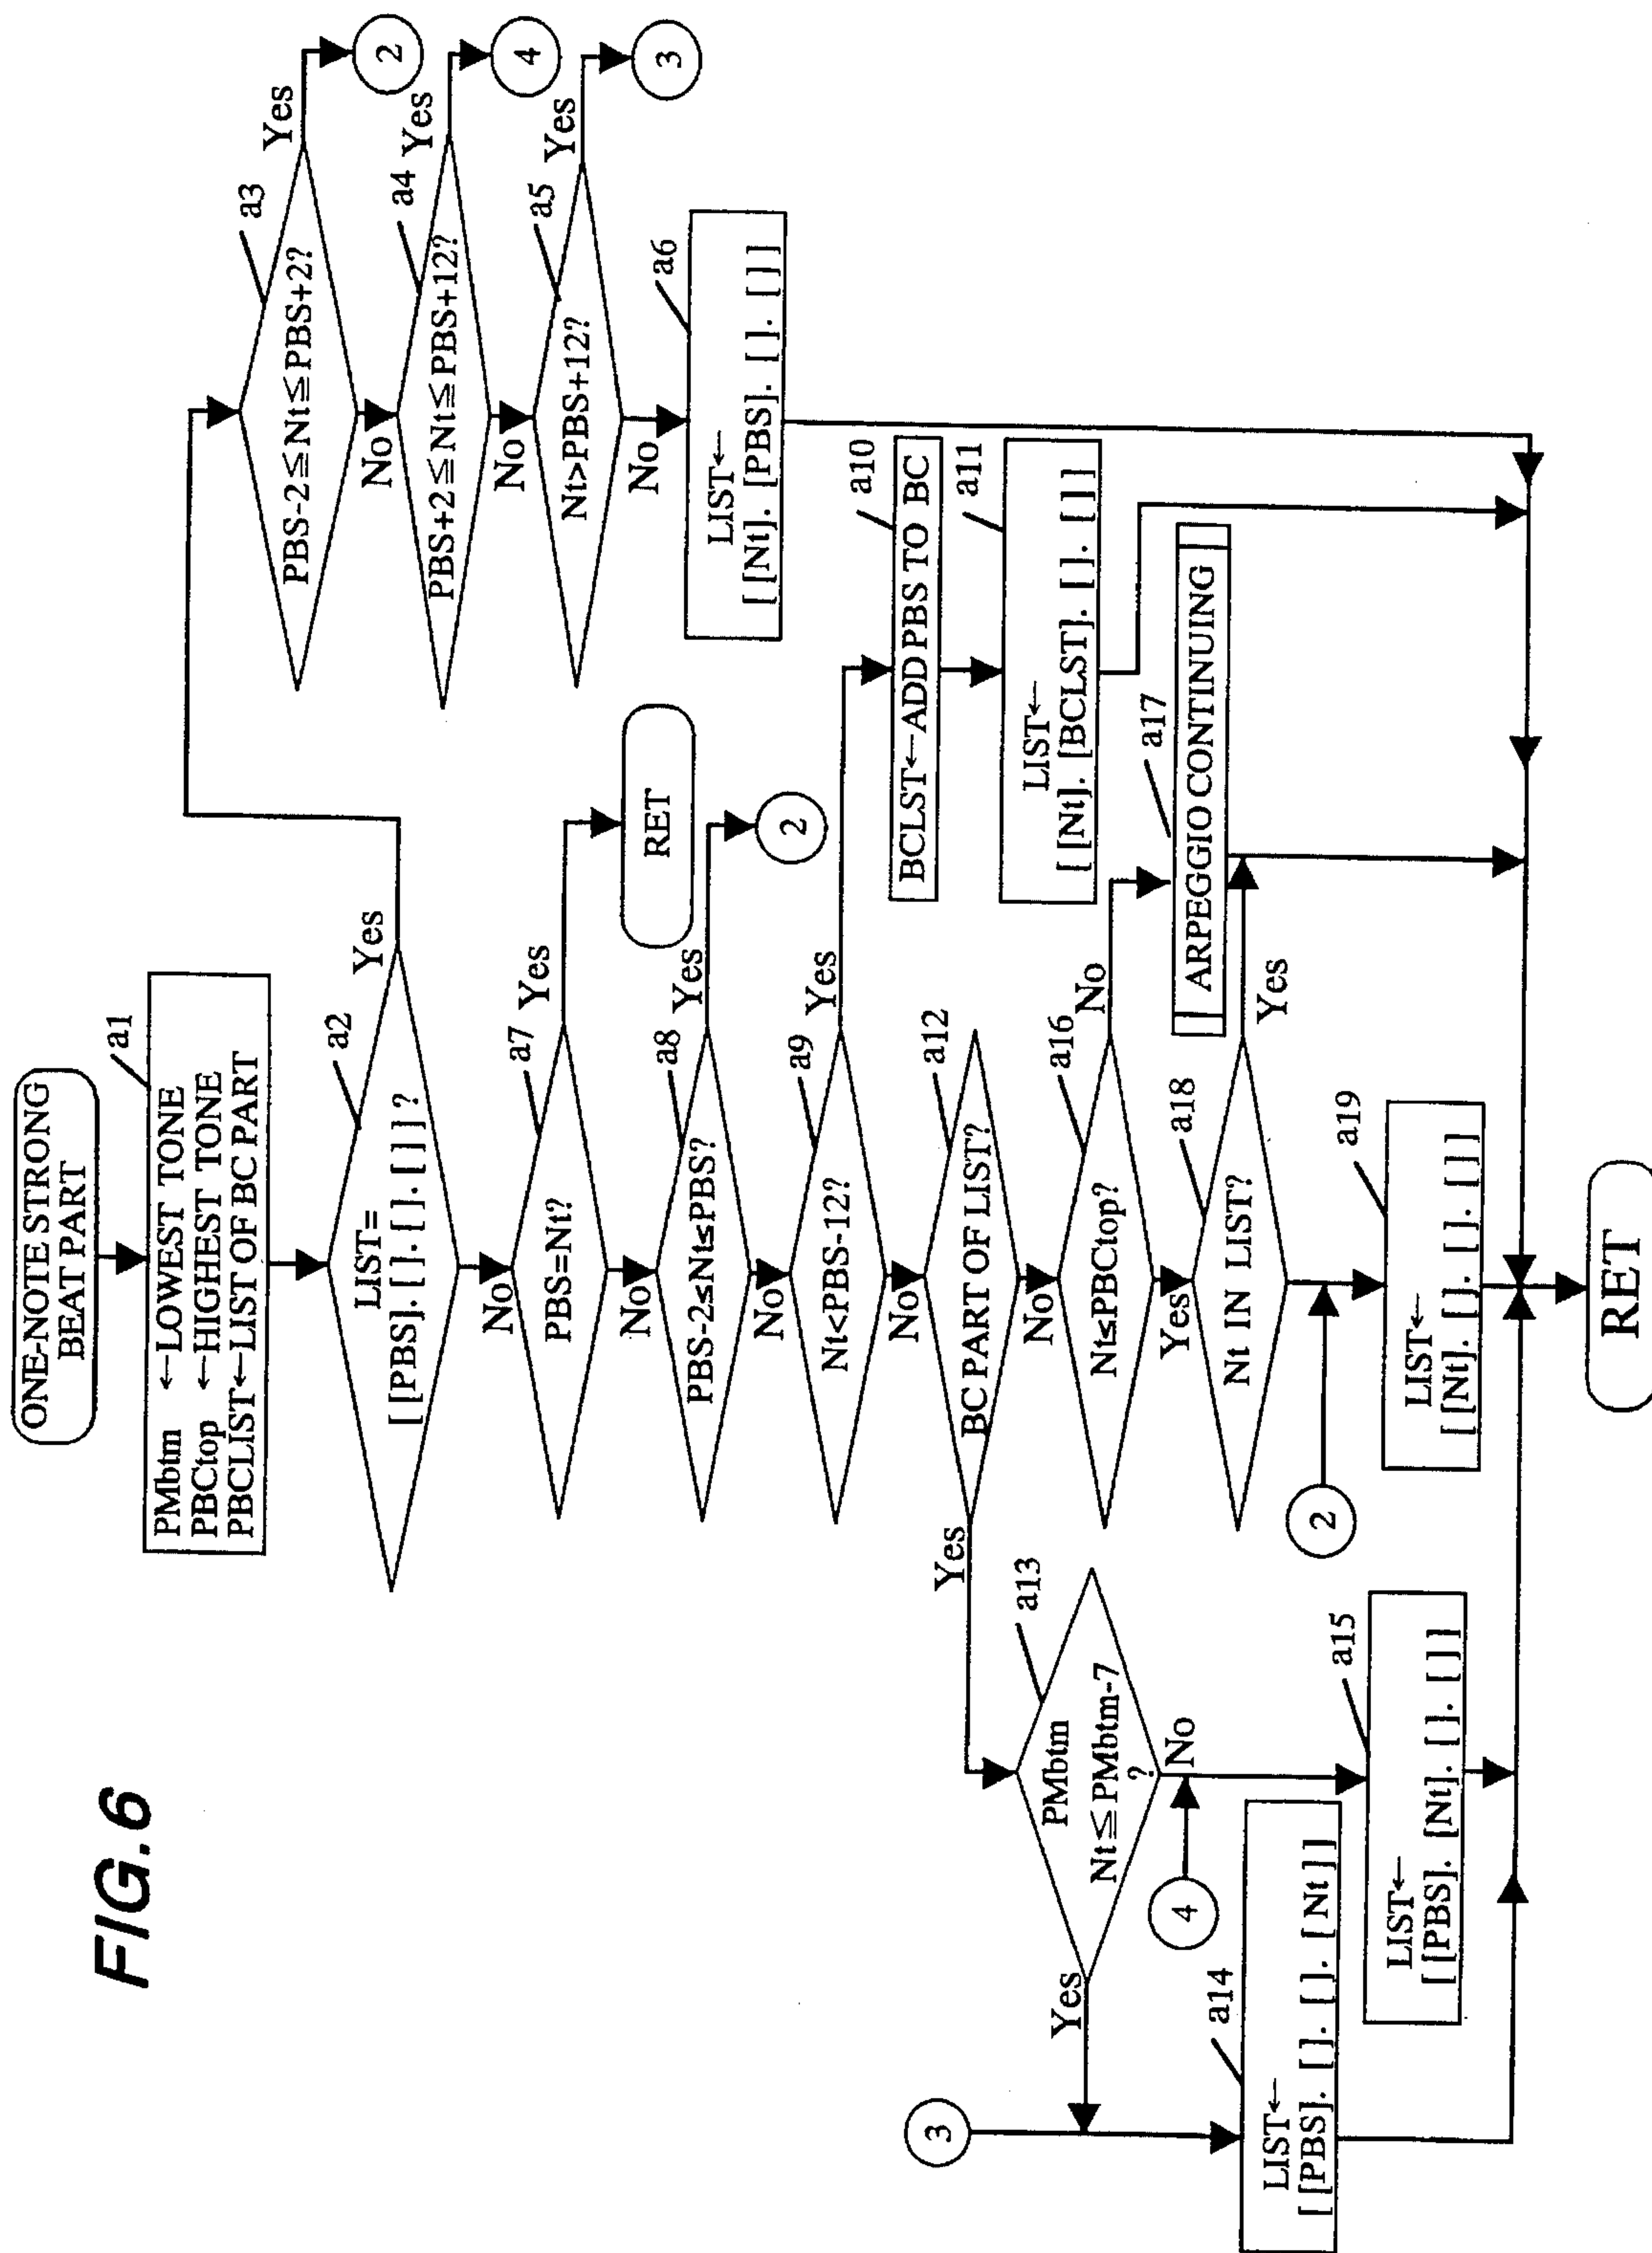 FIG.6
ONE-NOTE STRONG
BEAT PART
PMbtm ←LOWEST TONE
PBCtop ←HIGHEST TONE
PBCLIST←LIST OF BC PART
a1
LIST=
[ [PBS]. [ ]. [ ]. [ ] ] ?
a2
Yes
No
PBS-2≦Nt≦PBS+2?
a3
Yes
2
No
PBS+2≦Nt≦PBS+12?
a4
Yes
4
No
Nt>PBS+12?
a5
Yes
3
No
LIST←
[ [Nt]. [PBS]. [ ]. [ ] ]
a6
PBS=Nt?
a7
Yes
RET
No
PBS-2≤Nt≤PBS?
a8
Yes
2
No
Nt<PBS-12?
a9
Yes
No
BCLST←ADD PBS TO BC
a10
LIST←
[ [Nt]. [BCLST]. [ ]. [ ] ]
a11
BC PART OF LIST?
a12
Yes
No
PMbtm
Nt≦PMbtm-7
?
a13
Yes
No
3
4
LIST←
[ [PBS]. [ ]. [ ]. [Nt] ]
a14
LIST←
[ [PBS]. [Nt]. [ ]. [ ] ]
a15
Nt≤PBCtop?
a16
No
Yes
ARPEGGIO CONTINUING
a17
Nt IN LIST?
a18
Yes
2
LIST←
[ [Nt]. [ ]. [ ]. [ ] ]
a19
RET